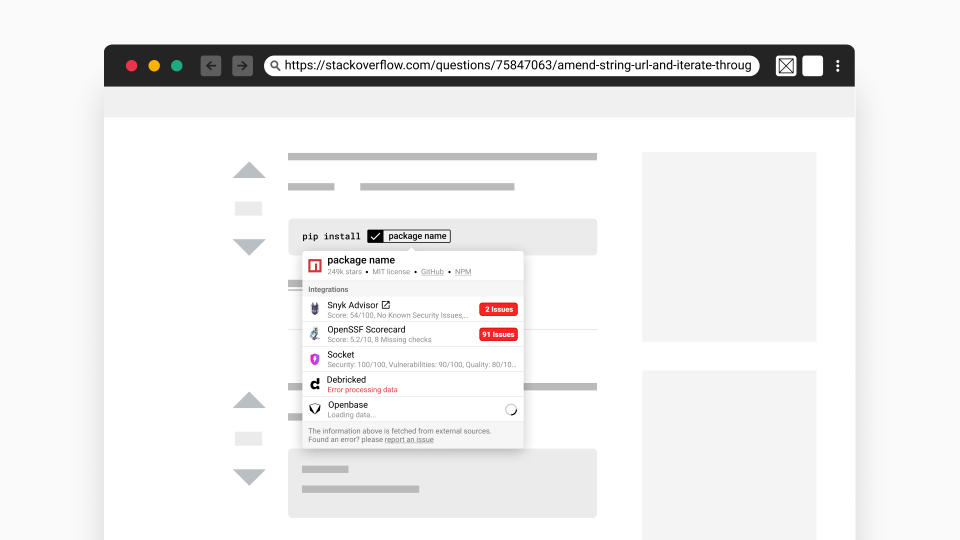 https://stackoverflow.com/questions/75847063/amend-string-url-and-iterate-throug
pip install package name
package name
249k stars • MIT license • GitHub • NPM
Integrations
Snyk Advisor
Score: 54/100, No Known Security Issues,...
2 Issues
OpenSSF Scorecard
Score: 5.2/10, 8 Missing checks
91 Issues
Socket
Security: 100/100, Vulnerabilities: 90/100, Quality: 80/10...
Debricked
Error processing data
Openbase
Loading data...
The information above is fetched from external sources.
Found an error? please report an issue